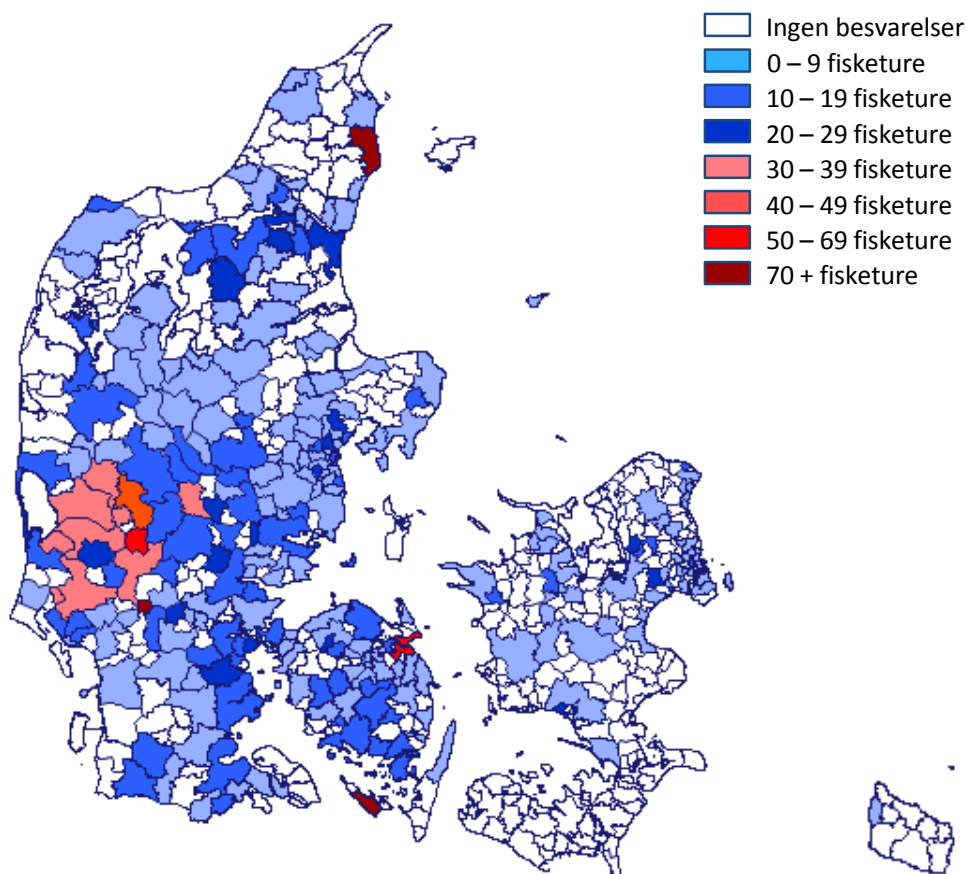 Ingen besvarelser
0 – 9 fisketure
10 – 19 fisketure
20 – 29 fisketure
30 – 39 fisketure
40 – 49 fisketure
50 – 69 fisketure
70 + fisketure